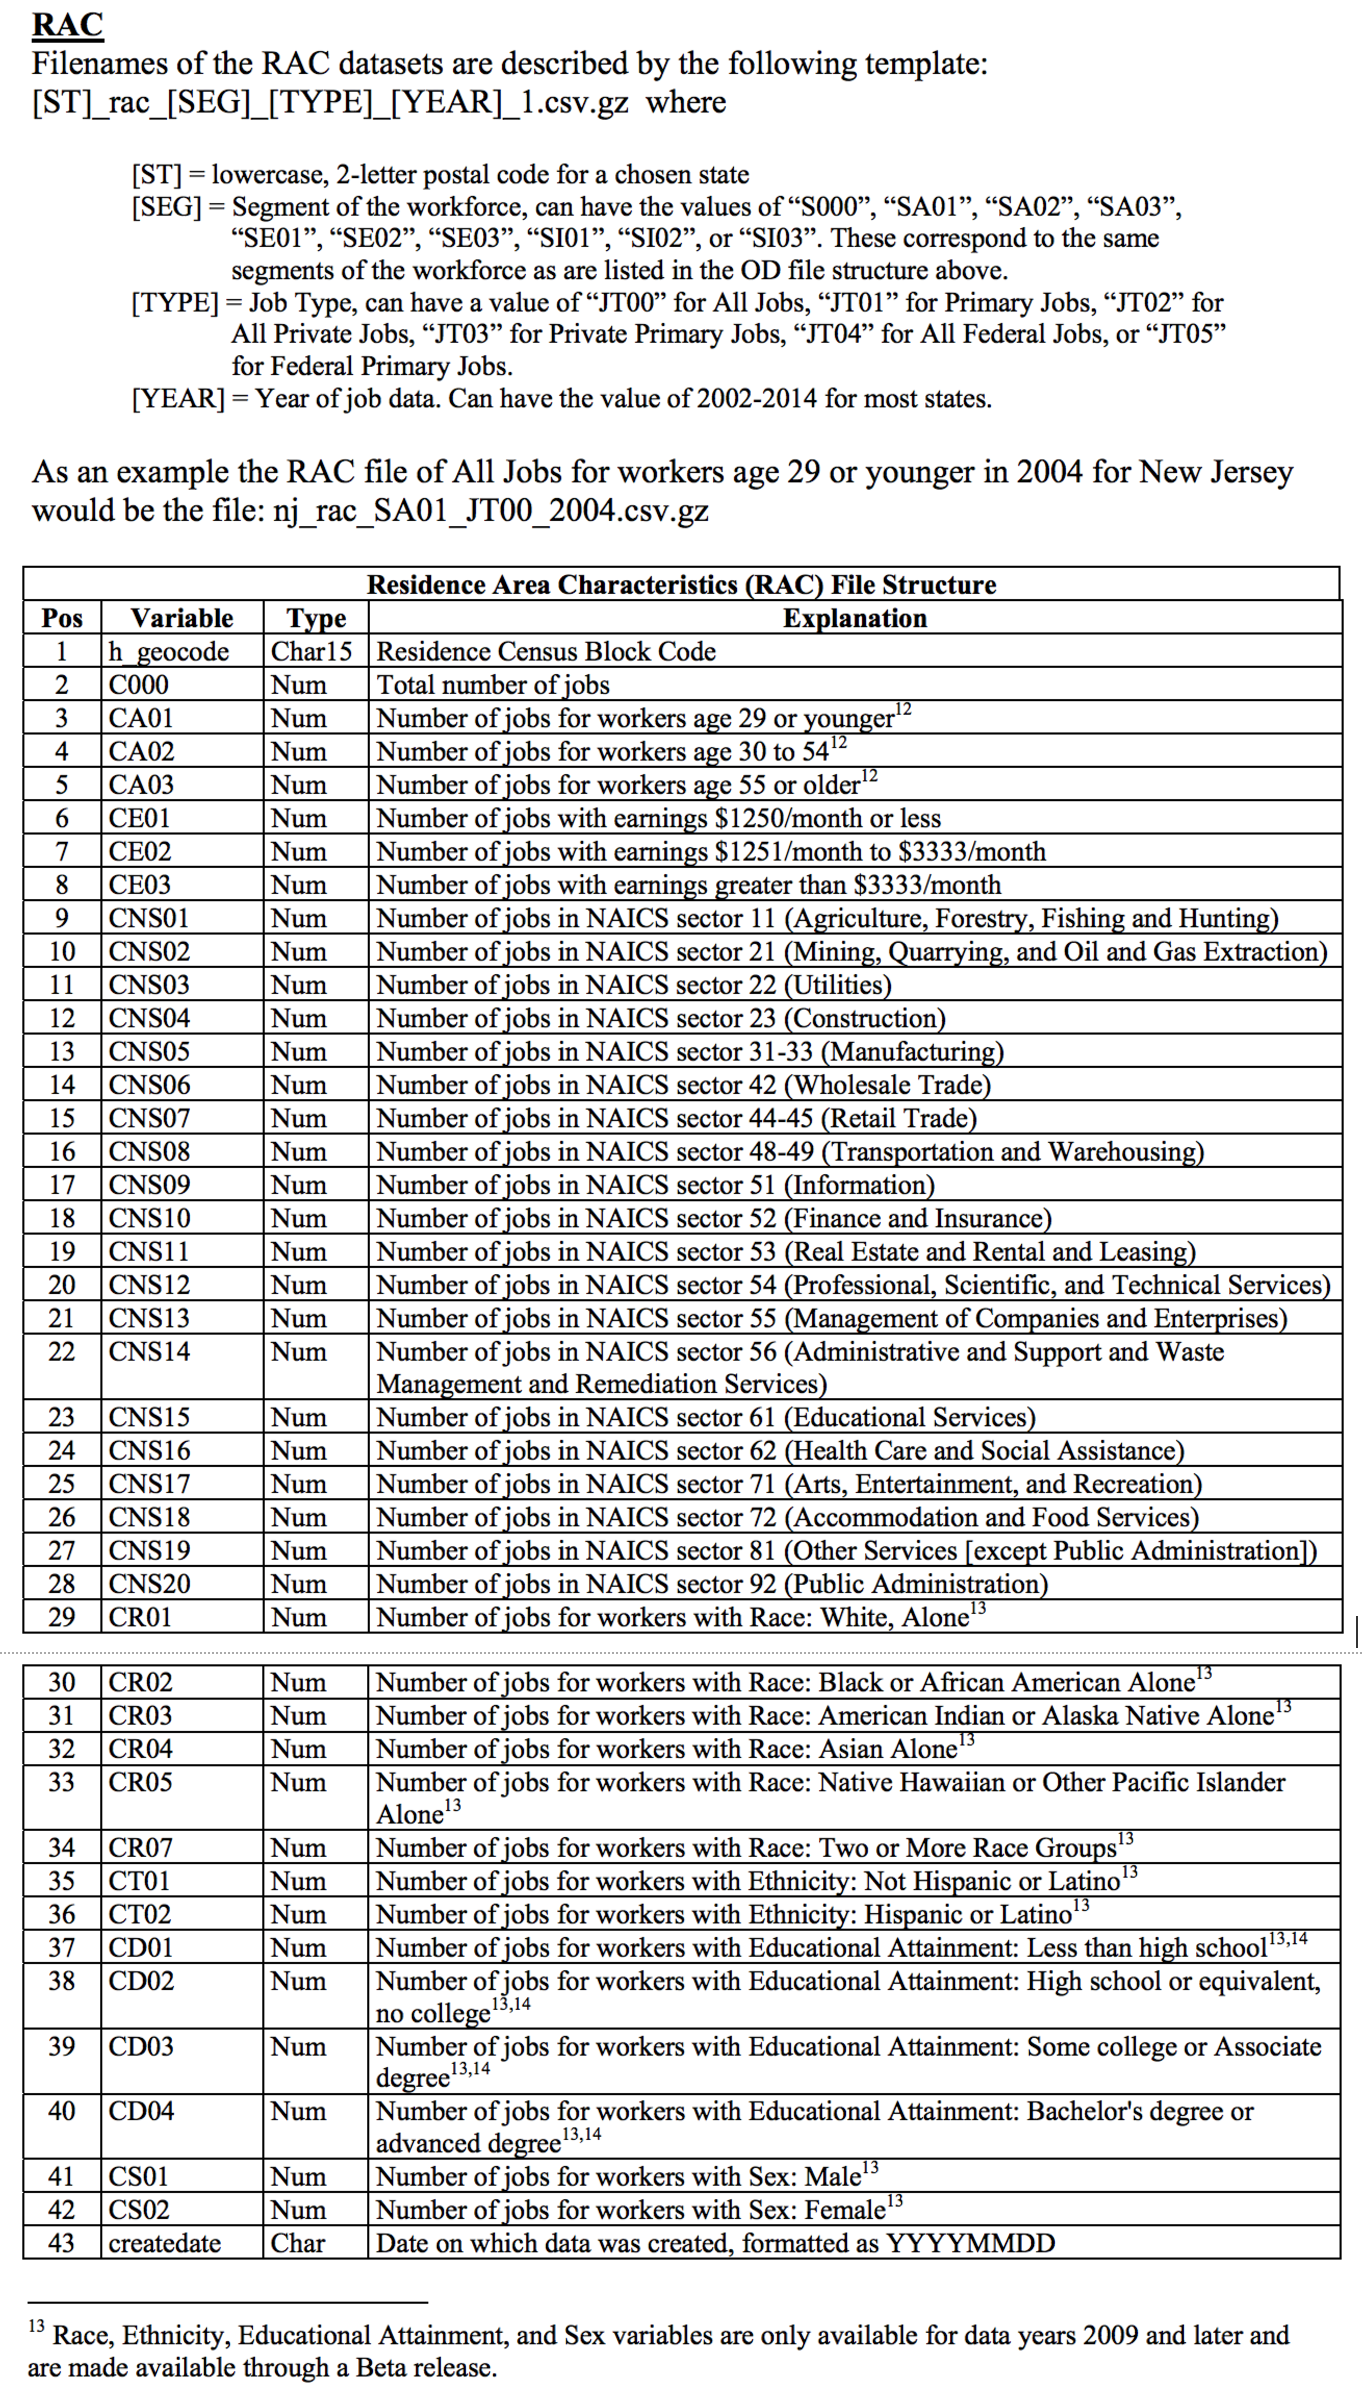 RAC
Filenames of the RAC datasets are described by the following template:
[ST]_rac_[SEG]_[TYPE]_[YEAR]_1.csv.gz where
[ST] = lowercase, 2-letter postal code for a chosen state
[SEG] = Segment of the workforce, can have the values of “S000”, “SA01”, “SA02”, “SA03”,
“SE01”, “SE02”, “SE03”, “SI01”, “SI02”, or “SI03”. These correspond to the same
segments of the workforce as are listed in the OD file structure above.
[TYPE] = Job Type, can have a value of “JT00” for All Jobs, “JT01” for Primary Jobs, “JT02” for
All Private Jobs, “JT03” for Private Primary Jobs, “JT04” for All Federal Jobs, or “JT05”
for Federal Primary Jobs.
[YEAR] = Year of job data. Can have the value of 2002-2014 for most states.
As an example the RAC file of All Jobs for workers age 29 or younger in 2004 for New Jersey
would be the file: nj_rac_SA01_JT00_2004.csv.gz
Residence Area Characteristics (RAC) File Structure
Pos Variable Type Explanation
1 h_geocode Char15 Residence Census Block Code
2 C000 Num Total number of jobs
3 CA01 Num Number of jobs for workers age 29 or younger12
4 CA02 Num Number of jobs for workers age 30 to 5412
5 CA03 Num Number of jobs for workers age 55 or older12
6 CE01 Num Number of jobs with earnings $1250/month or less
7 CE02 Num Number of jobs with earnings $1251/month to $3333/month
8 CE03 Num Number of jobs with earnings greater than $3333/month
9 CNS01 Num Number of jobs in NAICS sector 11 (Agriculture, Forestry, Fishing and Hunting)
10 CNS02 Num Number of jobs in NAICS sector 21 (Mining, Quarrying, and Oil and Gas Extraction)
11 CNS03 Num Number of jobs in NAICS sector 22 (Utilities)
12 CNS04 Num Number of jobs in NAICS sector 23 (Construction)
13 CNS05 Num Number of jobs in NAICS sector 31-33 (Manufacturing)
14 CNS06 Num Number of jobs in NAICS sector 42 (Wholesale Trade)
15 CNS07 Num Number of jobs in NAICS sector 44-45 (Retail Trade)
16 CNS08 Num Number of jobs in NAICS sector 48-49 (Transportation and Warehousing)
17 CNS09 Num Number of jobs in NAICS sector 51 (Information)
18 CNS10 Num Number of jobs in NAICS sector 52 (Finance and Insurance)
19 CNS11 Num Number of jobs in NAICS sector 53 (Real Estate and Rental and Leasing)
20 CNS12 Num Number of jobs in NAICS sector 54 (Professional, Scientific, and Technical Services)
21 CNS13 Num Number of jobs in NAICS sector 55 (Management of Companies and Enterprises)
22 CNS14 Num Number of jobs in NAICS sector 56 (Administrative and Support and Waste
Management and Remediation Services)
23 CNS15 Num Number of jobs in NAICS sector 61 (Educational Services)
24 CNS16 Num Number of jobs in NAICS sector 62 (Health Care and Social Assistance)
25 CNS17 Num Number of jobs in NAICS sector 71 (Arts, Entertainment, and Recreation)
26 CNS18 Num Number of jobs in NAICS sector 72 (Accommodation and Food Services)
27 CNS19 Num Number of jobs in NAICS sector 81 (Other Services [except Public Administration])
28 CNS20 Num Number of jobs in NAICS sector 92 (Public Administration)
29 CR01 Num Number of jobs for workers with Race: White, Alone13
30 CR02 Num Number of jobs for workers with Race: Black or African American Alone13
31 CR03 Num Number of jobs for workers with Race: American Indian or Alaska Native Alone13
32 CR04 Num Number of jobs for workers with Race: Asian Alone13
33 CR05 Num Number of jobs for workers with Race: Native Hawaiian or Other Pacific Islander
Alone13
34 CR07 Num Number of jobs for workers with Race: Two or More Race Groups13
35 CT01 Num Number of jobs for workers with Ethnicity: Not Hispanic or Latino13
36 CT02 Num Number of jobs for workers with Ethnicity: Hispanic or Latino13
37 CD01 Num Number of jobs for workers with Educational Attainment: Less than high school13,14
38 CD02 Num Number of jobs for workers with Educational Attainment: High school or equivalent,
no college13,14
39 CD03 Num Number of jobs for workers with Educational Attainment: Some college or Associate
degree13,14
40 CD04 Num Number of jobs for workers with Educational Attainment: Bachelor's degree or
advanced degree13,14
41 CS01 Num Number of jobs for workers with Sex: Male13
42 CS02 Num Number of jobs for workers with Sex: Female13
43 createdate Char Date on which data was created, formatted as YYYYMMDD
13 Race, Ethnicity, Educational Attainment, and Sex variables are only available for data years 2009 and later and
are made available through a Beta release.